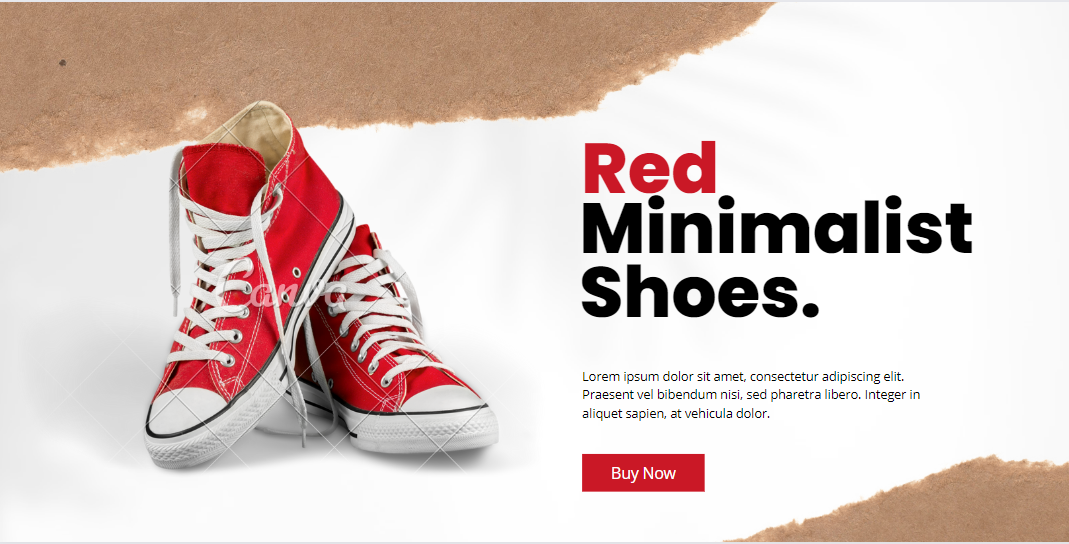 Canva
Red
Minimalist
Shoes.
Lorem ipsum dolor sit amet, consectetur adipiscing elit.
Praesent vel bibendum nisi, sed pharetra libero. Integer in
aliquet sapien, at vehicula dolor.
Buy Now